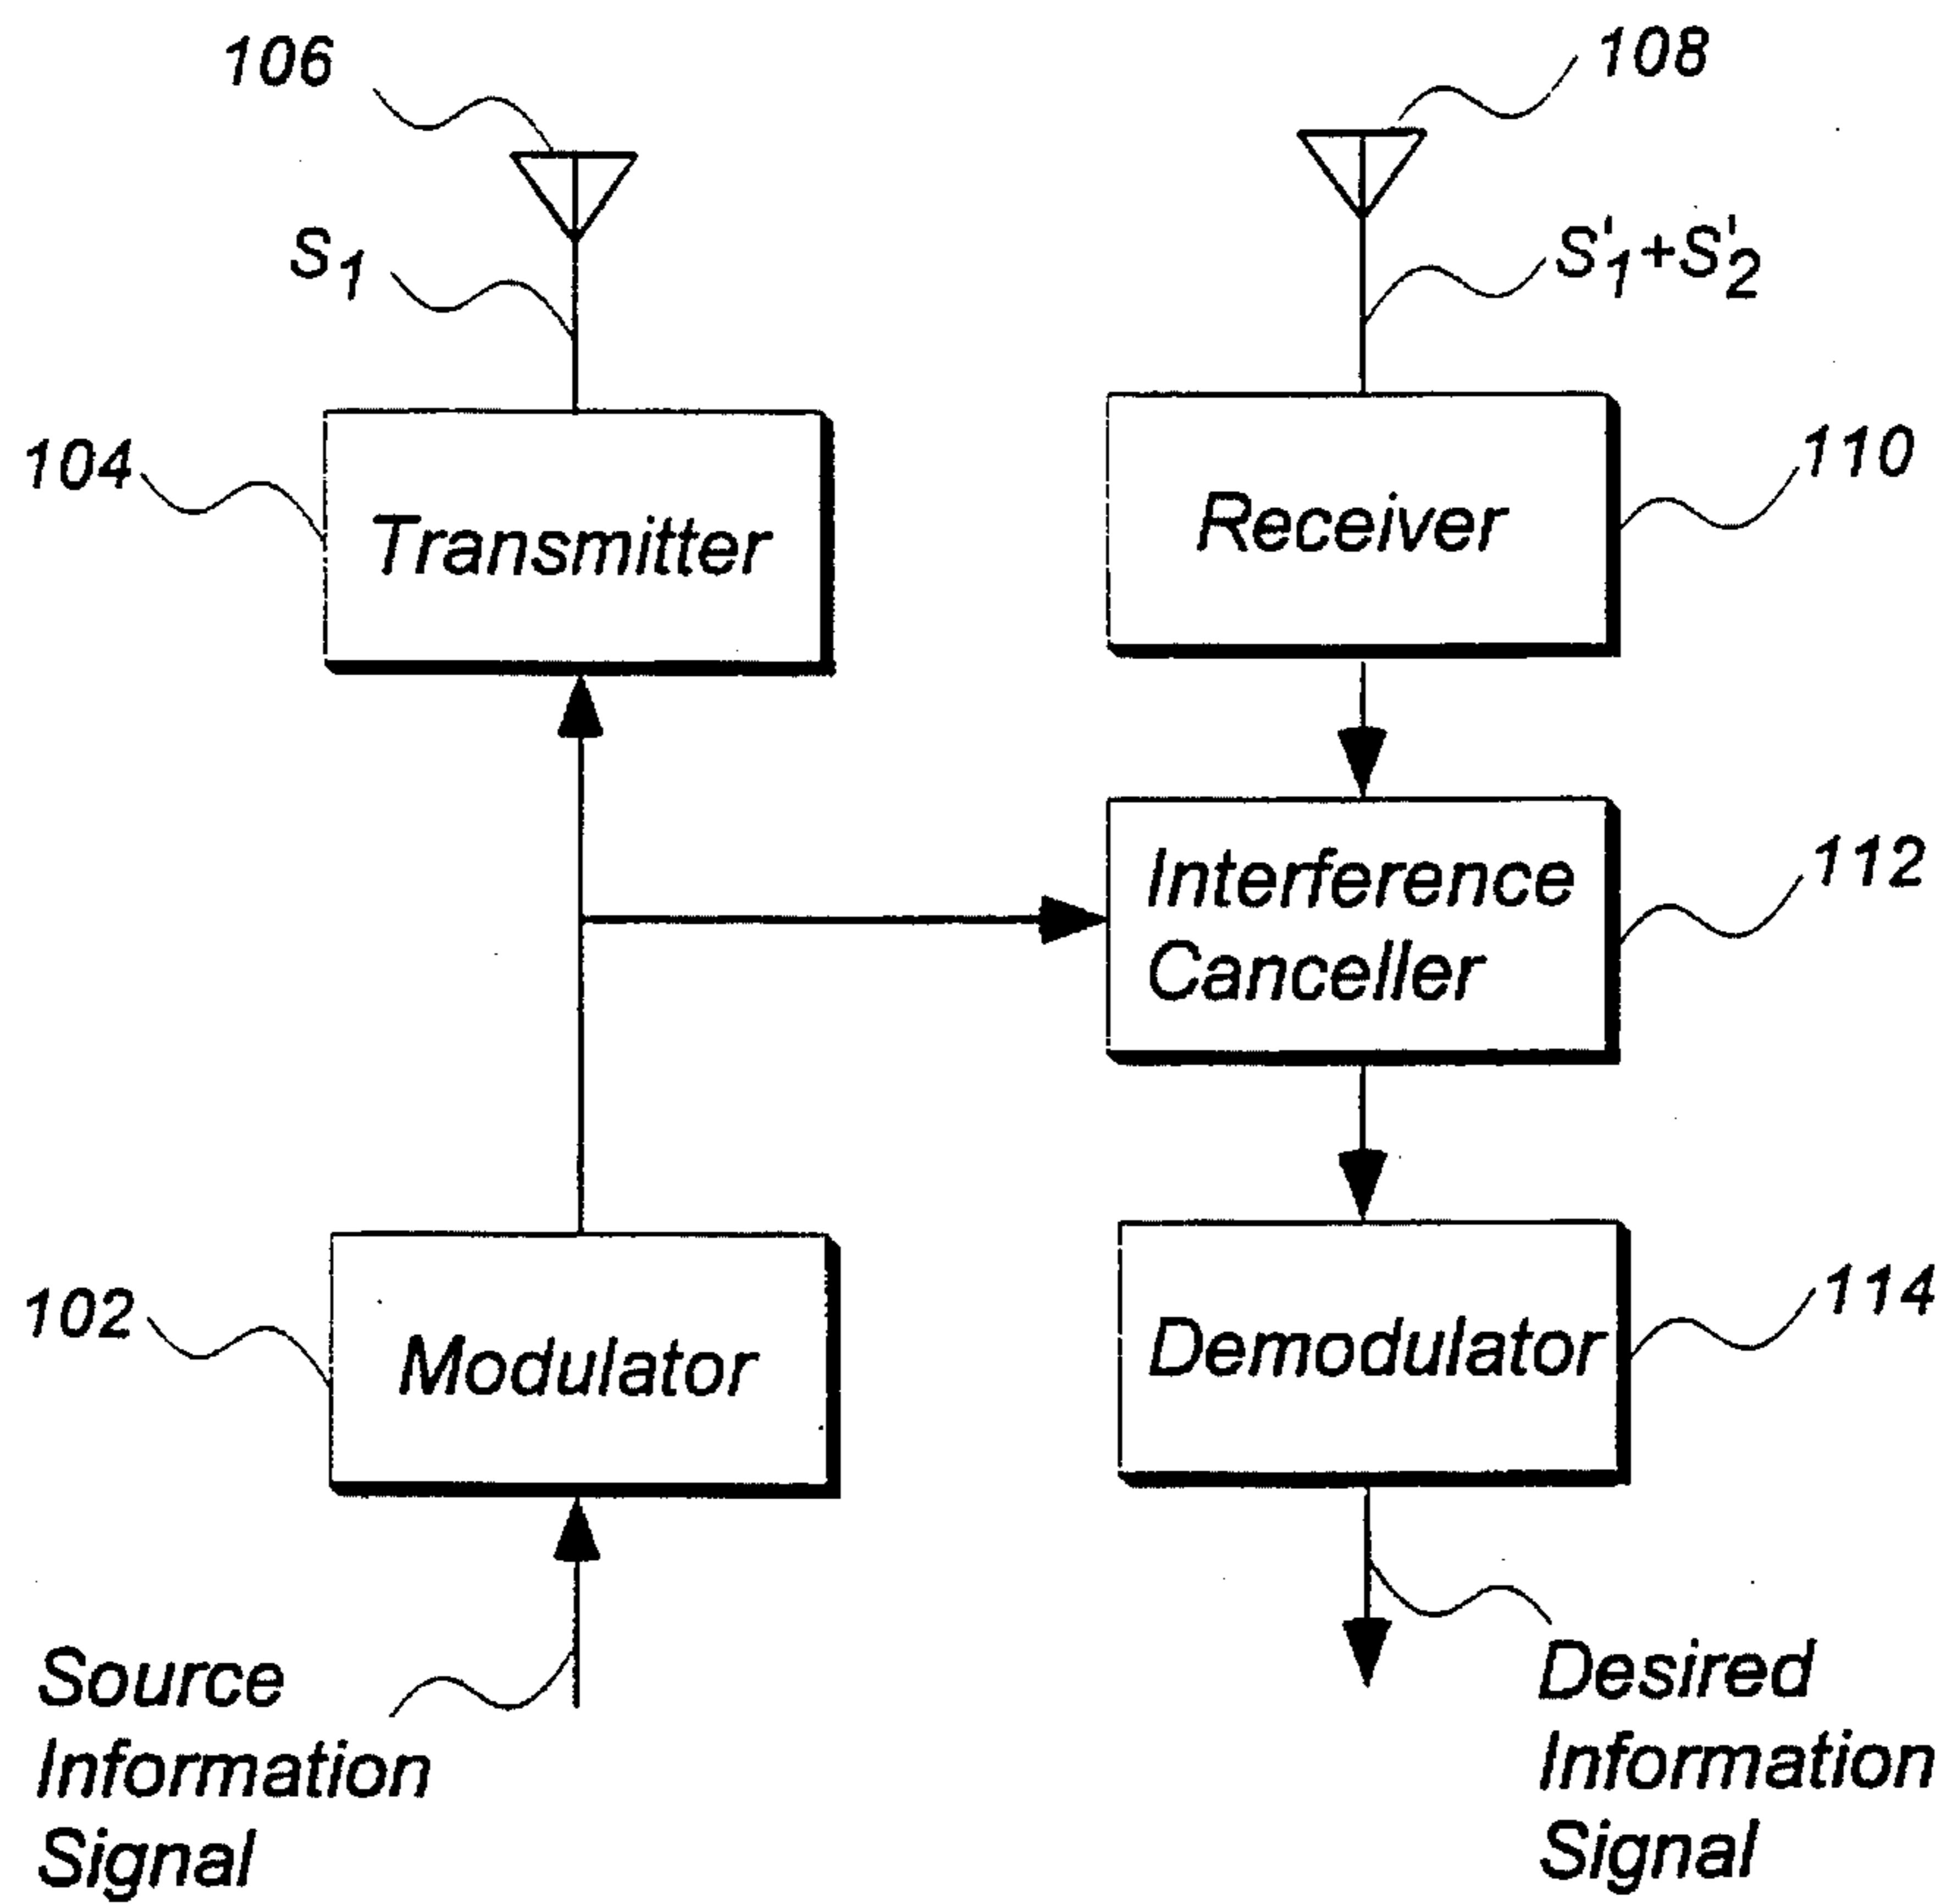 106
108
S1
S'1+S'2
104
Transmitter
Receiver
110
Interference
Canceller
112
102
Modulator
Demodulator
114
Source
Information
Signal
Desired
Information
Signal